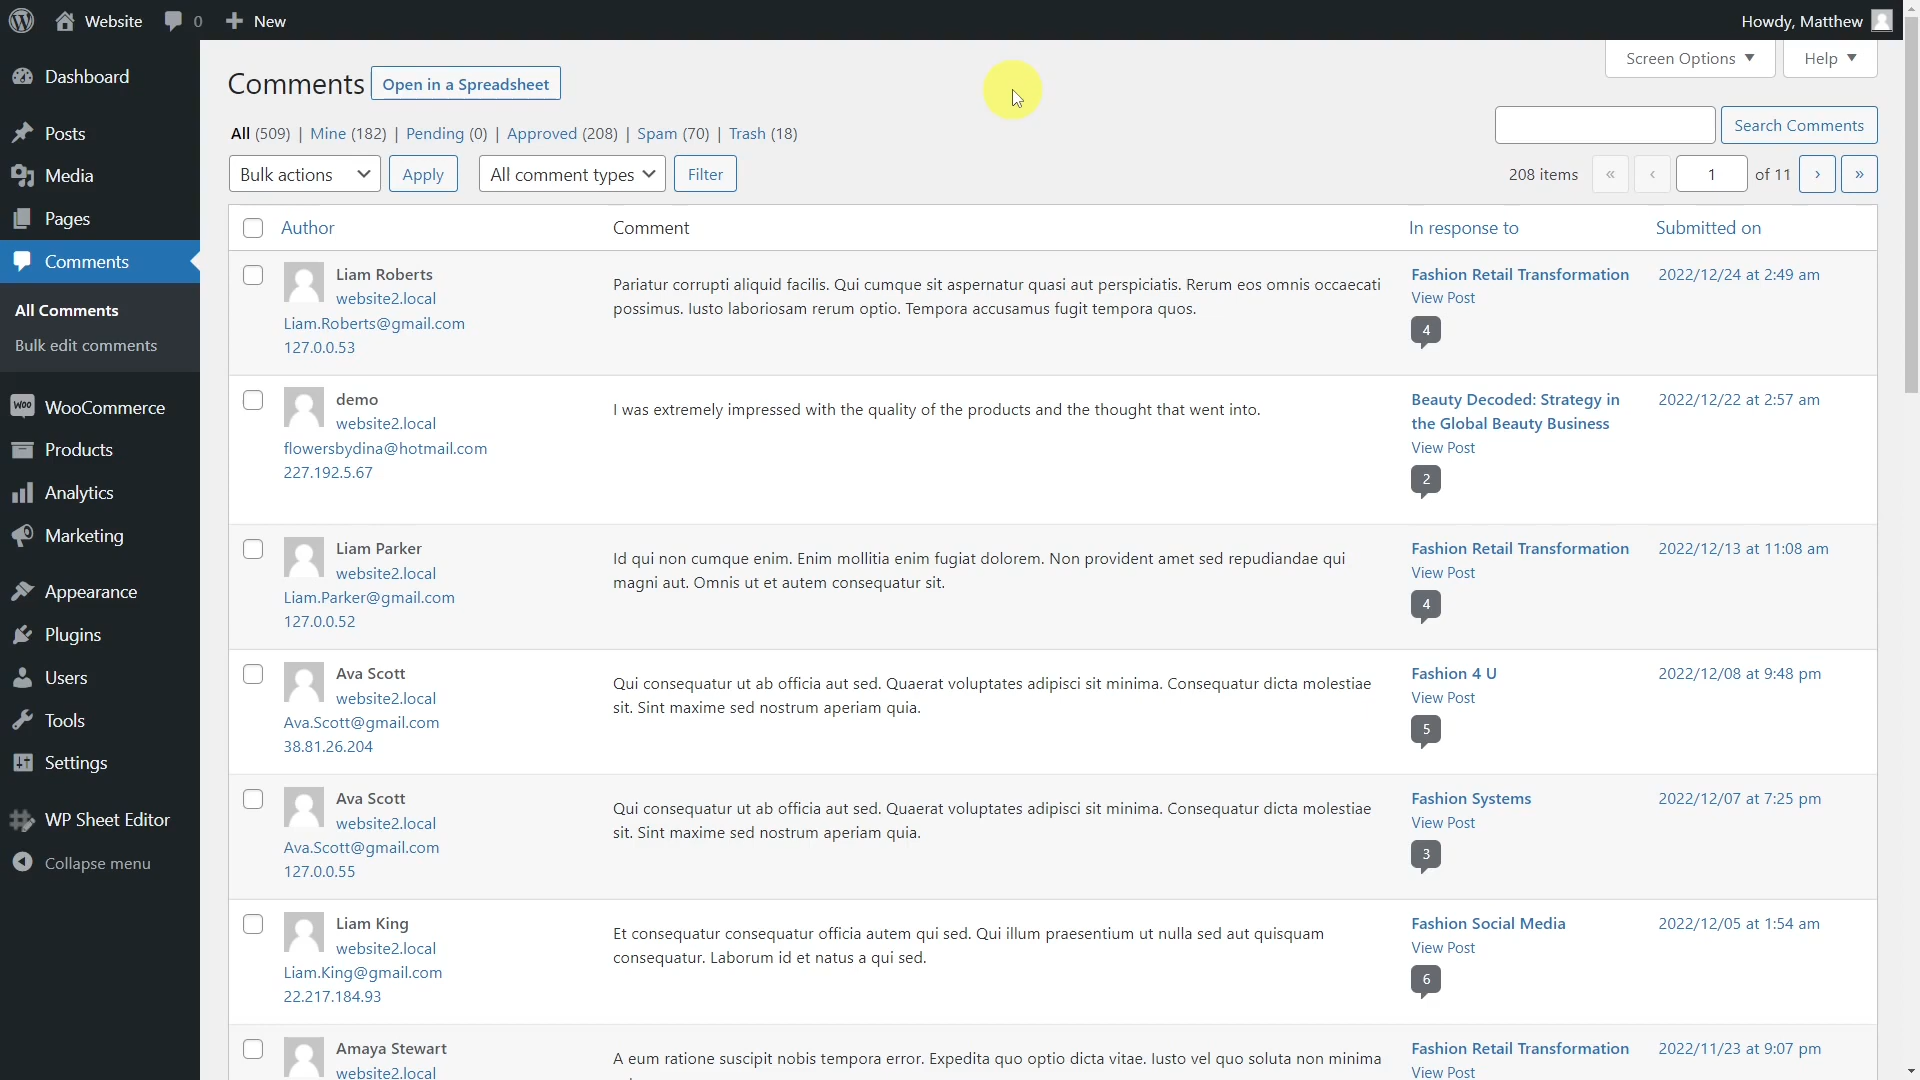 Website 0 New Howdy, Matthew
Screen Options Help
Dashboard
Posts
Media
Pages
Comments
All Comments
Bulk edit comments
WooCommerce
Products
Analytics
Marketing
Appearance
Plugins
Users
Tools
Settings
WP Sheet Editor
Collapse menu
Comments Open in a Spreadsheet
All (509) | Mine (182) | Pending (0) | Approved (208) | Spam (70) | Trash (18)
Search Comments
Bulk actions Apply All comment types Filter 208 items « ‹ 1 of 11 › »
Author Comment In response to Submitted on
Liam Roberts
website2.local
Liam.Roberts@gmail.com
127.0.0.53
Pariatur corrupti aliquid facilis. Qui cumque sit aspernatur quasi aut perspiciatis. Rerum eos omnis occaecati
possimus. Iusto laboriosam rerum optio. Tempora accusamus fugit tempora quos.
Fashion Retail Transformation
View Post
4
2022/12/24 at 2:49 am
demo
website2.local
flowersbydina@hotmail.com
227.192.5.67
I was extremely impressed with the quality of the products and the thought that went into.
Beauty Decoded: Strategy in
the Global Beauty Business
View Post
2
2022/12/22 at 2:57 am
Liam Parker
website2.local
Liam.Parker@gmail.com
127.0.0.52
Id qui non cumque enim. Enim mollitia enim fugiat dolorem. Non provident amet sed repudiandae qui
magni aut. Omnis ut et autem consequatur sit.
Fashion Retail Transformation
View Post
4
2022/12/13 at 11:08 am
Ava Scott
website2.local
Ava.Scott@gmail.com
38.81.26.204
Qui consequatur ut ab officia aut sed. Quaerat voluptates adipisci sit minima. Consequatur dicta molestiae
sit. Sint maxime sed nostrum aperiam quia.
Fashion 4 U
View Post
5
2022/12/08 at 9:48 pm
Ava Scott
website2.local
Ava.Scott@gmail.com
127.0.0.55
Qui consequatur ut ab officia aut sed. Quaerat voluptates adipisci sit minima. Consequatur dicta molestiae
sit. Sint maxime sed nostrum aperiam quia.
Fashion Systems
View Post
3
2022/12/07 at 7:25 pm
Liam King
website2.local
Liam.King@gmail.com
22.217.184.93
Et consequatur consequatur officia autem qui sed. Qui illum praesentium ut nulla sed aut quisquam
consequatur. Laborum id et natus a qui sed.
Fashion Social Media
View Post
6
2022/12/05 at 1:54 am
Amaya Stewart
website2.local
A eum ratione suscipit nobis tempora error. Expedita quo optio dicta vitae. Iusto vel quo soluta non minima
Fashion Retail Transformation
View Post
2022/11/23 at 9:07 pm